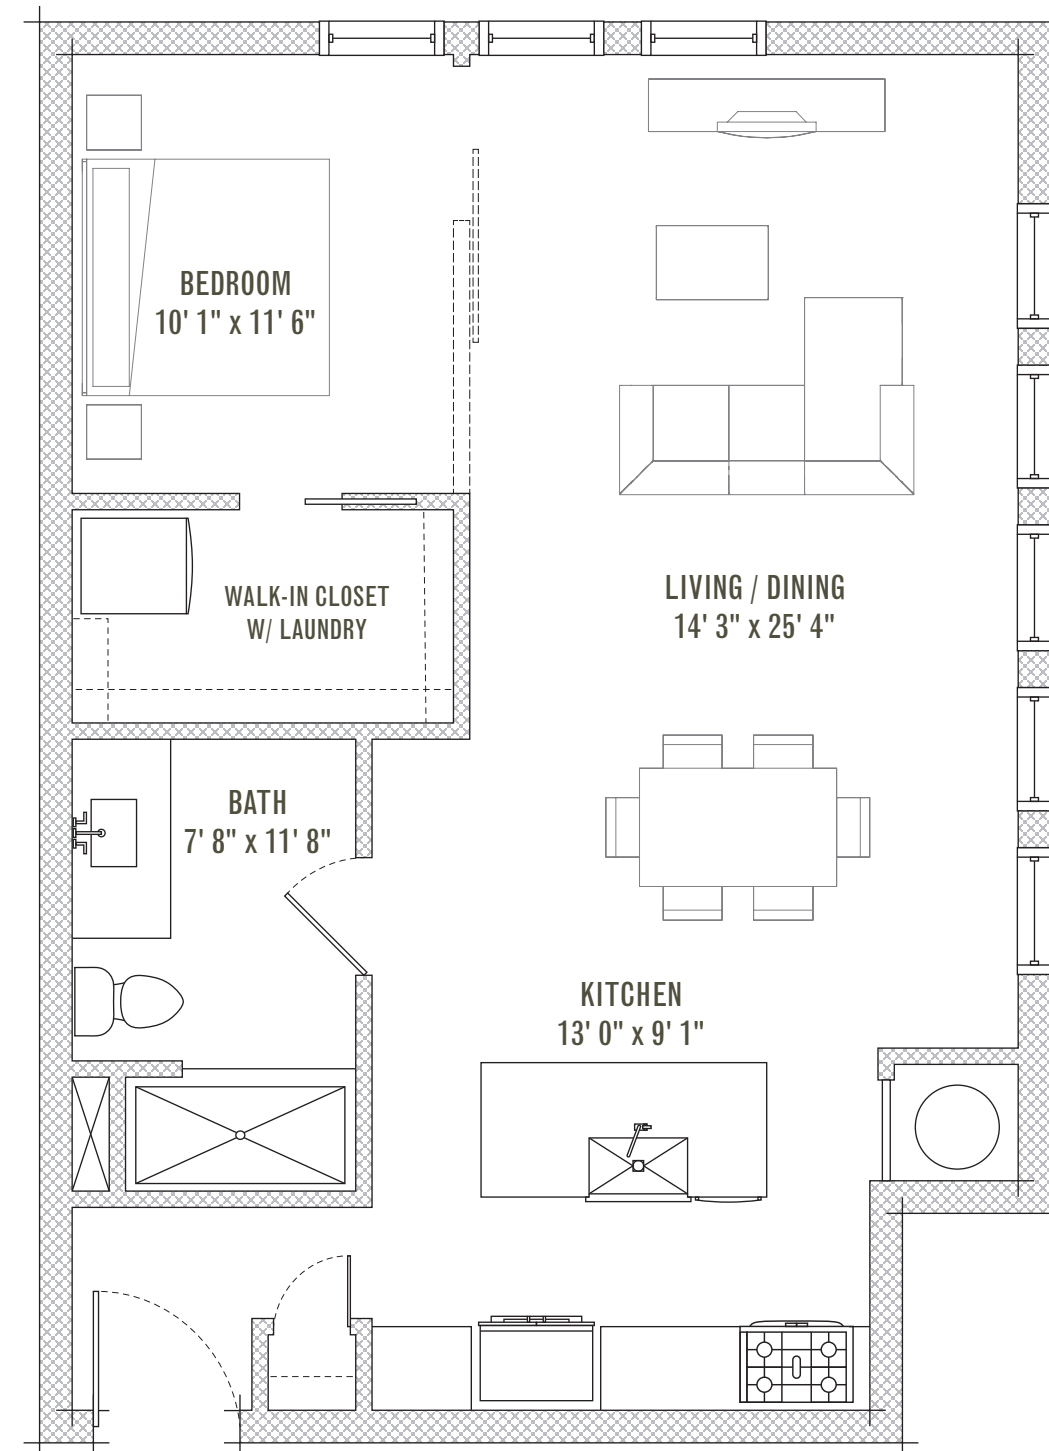 BEDROOM
10' 1" x 11' 6"
WALK-IN CLOSET
W/ LAUNDRY
LIVING / DINING
14' 3" x 25' 4"
BATH
7' 8" x 11' 8"
KITCHEN
13' 0" x 9' 1"